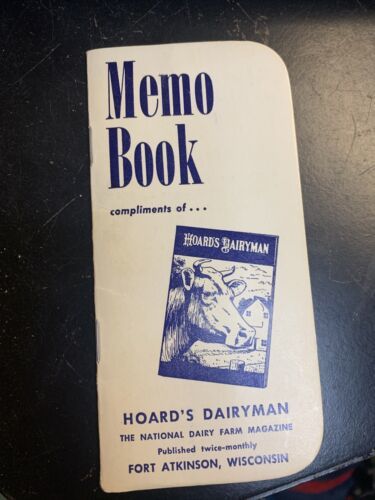 Memo
Book
compliments of...
HOARD'S DAIRYMAN
HOARD'S DAIRYMAN
THE NATIONAL DAIRY FARM MAGAZINE
Published twice-monthly
FORT ATKINSON, WISCONSIN